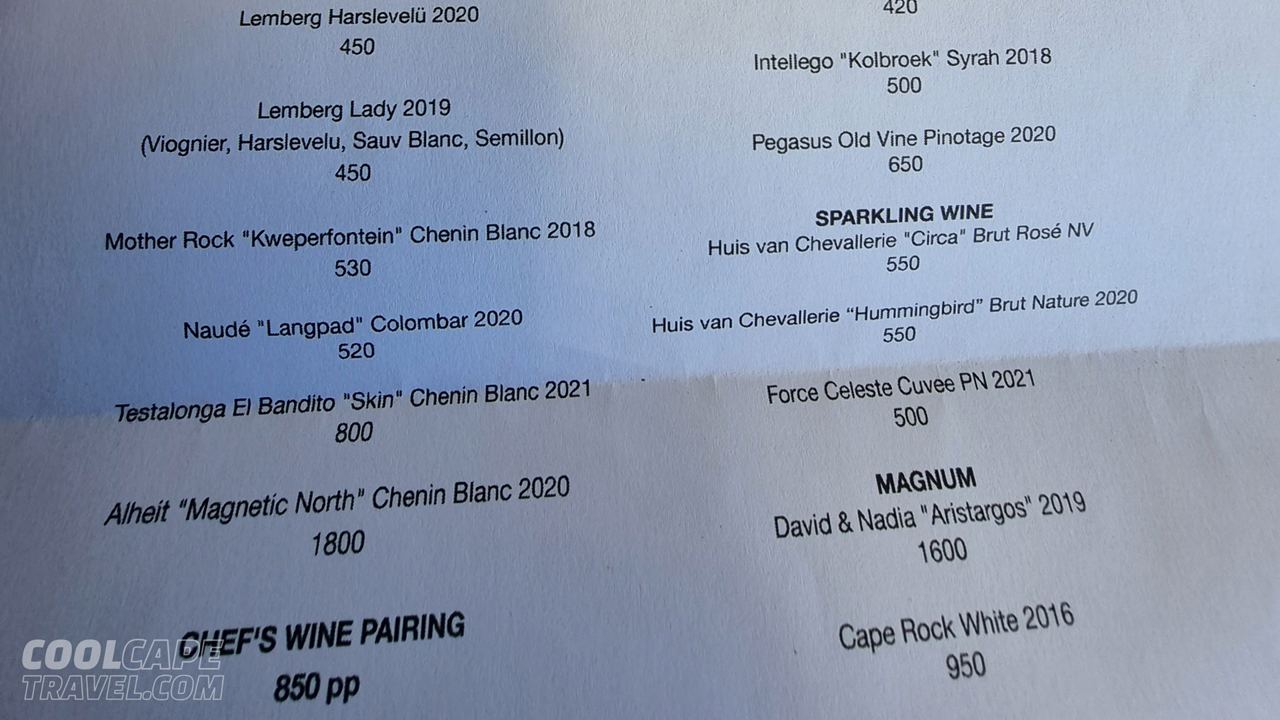 Lemberg Harslevelü 2020
450
Lemberg Lady 2019
(Viognier, Harslevelu, Sauv Blanc, Semillon)
450
Mother Rock "Kweperfontein" Chenin Blanc 2018
530
Naudé "Langpad" Colombar 2020
520
Testalonga El Bandito "Skin" Chenin Blanc 2021
800
Alheit "Magnetic North" Chenin Blanc 2020
1800
CHEF'S WINE PAIRING
850 pp
420
Intellego "Kolbroek" Syrah 2018
500
Pegasus Old Vine Pinotage 2020
650
SPARKLING WINE
Huis van Chevallerie "Circa" Brut Rosé NV
550
Huis van Chevallerie “Hummingbird” Brut Nature 2020
550
Force Celeste Cuvee PN 2021
500
MAGNUM
David & Nadia "Aristargos" 2019
1600
Cape Rock White 2016
950
COOLCAPE
TRAVEL.COM